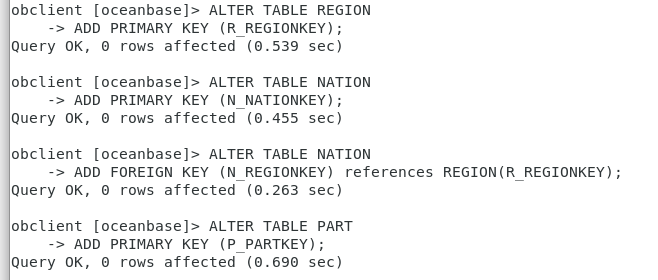 obclient [oceanbase]> ALTER TABLE REGION
    -> ADD PRIMARY KEY (R_REGIONKEY);
Query OK, 0 rows affected (0.539 sec)

obclient [oceanbase]> ALTER TABLE NATION
    -> ADD PRIMARY KEY (N_NATIONKEY);
Query OK, 0 rows affected (0.455 sec)

obclient [oceanbase]> ALTER TABLE NATION
    -> ADD FOREIGN KEY (N_REGIONKEY) references REGION(R_REGIONKEY);
Query OK, 0 rows affected (0.263 sec)

obclient [oceanbase]> ALTER TABLE PART
    -> ADD PRIMARY KEY (P_PARTKEY);
Query OK, 0 rows affected (0.690 sec)